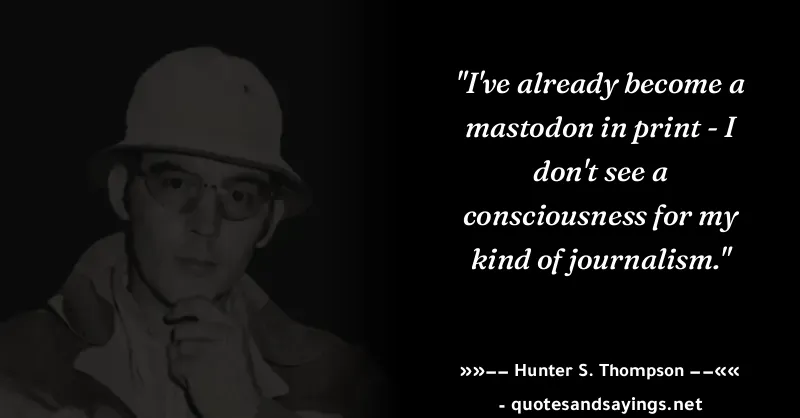 "I've already become a
mastodon in print - I
don't see a
consciousness for my
kind of journalism."
»»−− Hunter S. Thompson −−««
- quotesandsayings.net